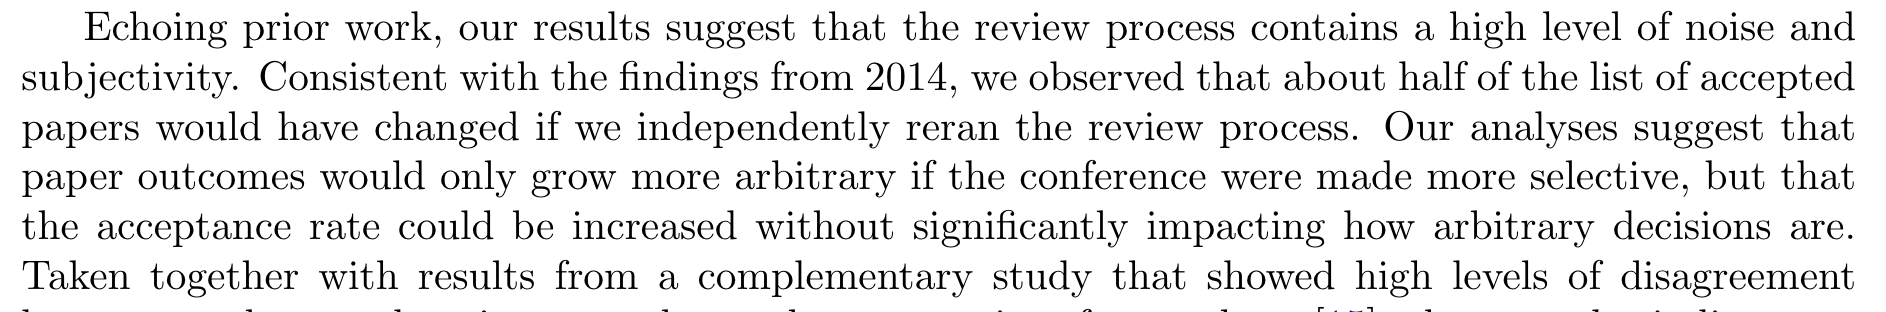 Echoing prior work, our results suggest that the review process contains a high level of noise and
subjectivity. Consistent with the findings from 2014, we observed that about half of the list of accepted
papers would have changed if we independently reran the review process. Our analyses suggest that
paper outcomes would only grow more arbitrary if the conference were made more selective, but that
the acceptance rate could be increased without significantly impacting how arbitrary decisions are.
Taken together with results from a complementary study that showed high levels of disagreement